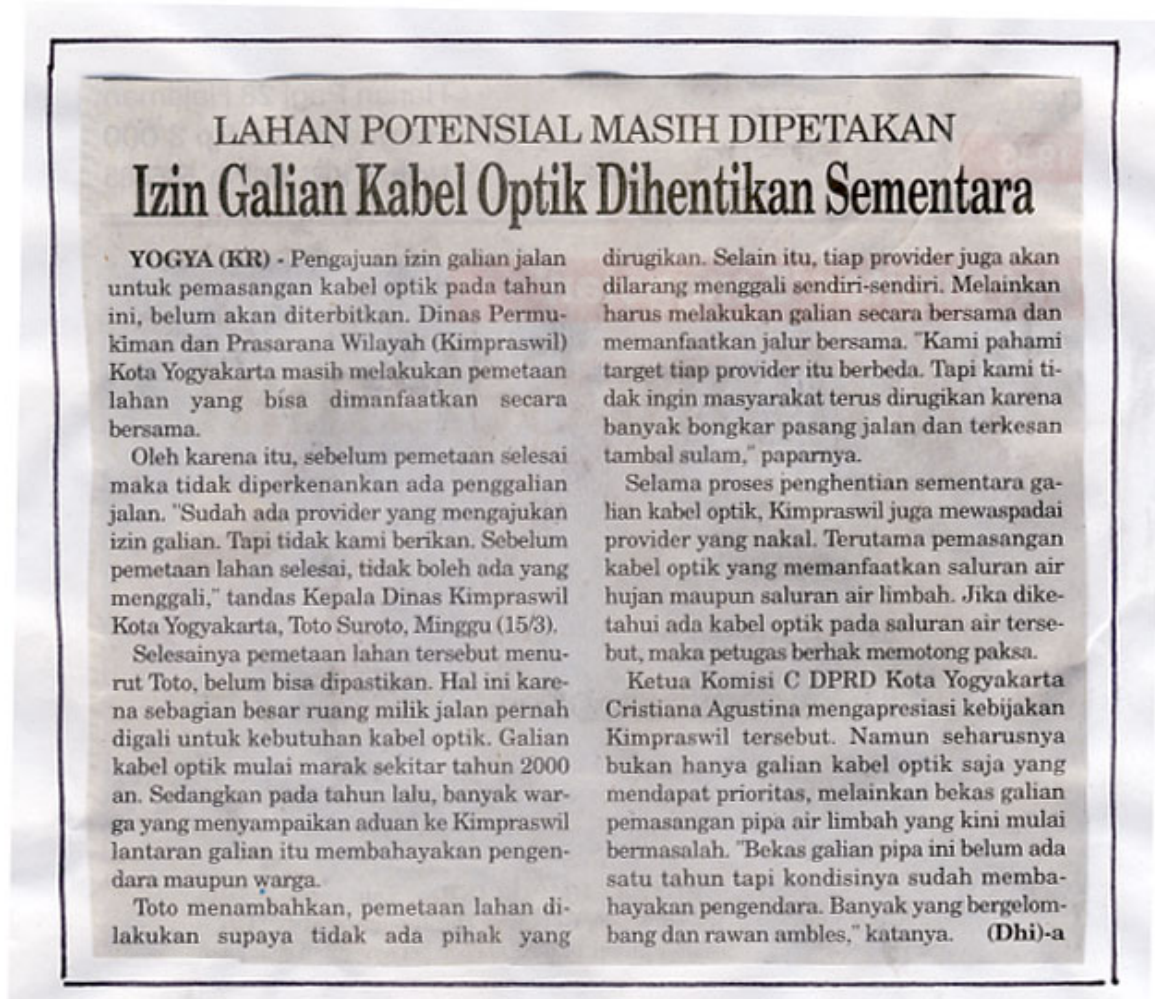 LAHAN POTENSIAL MASIH DIPETAKAN
Izin Galian Kabel Optik Dihentikan Sementara
YOGYA (KR) - Pengajuan izin galian jalan
untuk pemasangan kabel optik pada tahun
ini, belum akan diterbitkan. Dinas Permu-
kiman dan Prasarana Wilayah (Kimpraswil)
Kota Yogyakarta masih melakukan pemetaan
lahan yang bisa dimanfaatkan secara
bersama.
Oleh karena itu, sebelum pemetaan selesai
maka tidak diperkenankan ada penggalian
jalan. "Sudah ada provider yang mengajukan
izin galian. Tapi tidak kami berikan. Sebelum
pemetaan lahan selesai, tidak boleh ada yang
menggali," tandas Kepala Dinas Kimpraswil
Kota Yogyakarta, Toto Suroto, Minggu (15/3).
Selesainya pemetaan lahan tersebut menu-
rut Toto, belum bisa dipastikan. Hal ini kare-
na sebagian besar ruang milik jalan pernah
digali untuk kebutuhan kabel optik. Galian
kabel optik mulai marak sekitar tahun 2000
an. Sedangkan pada tahun lalu, banyak war-
ga yang menyampaikan aduan ke Kimpraswil
lantaran galian itu membahayakan pengen-
dara maupun warga.
Toto menambahkan, pemetaan lahan di-
lakukan supaya tidak ada pihak yang
dirugikan. Selain itu, tiap provider juga akan
dilarang menggali sendiri-sendiri. Melainkan
harus melakukan galian secara bersama dan
memanfaatkan jalur bersama. "Kami pahami
target tiap provider itu berbeda. Tapi kami ti-
dak ingin masyarakat terus dirugikan karena
banyak bongkar pasang jalan dan terkesan
tambal sulam," paparnya.
Selama proses penghentian sementara ga-
lian kabel optik, Kimpraswil juga mewaspadai
provider yang nakal. Terutama pemasangan
kabel optik yang memanfaatkan saluran air
hujan maupun saluran air limbah. Jika dike-
tahui ada kabel optik pada saluran air terse-
but, maka petugas berhak memotong paksa.
Ketua Komisi C DPRD Kota Yogyakarta
Cristiana Agustina mengapresiasi kebijakan
Kimpraswil tersebut. Namun seharusnya
bukan hanya galian kabel optik saja yang
mendapat prioritas, melainkan bekas galian
pemasangan pipa air limbah yang kini mulai
bermasalah. "Bekas galian pipa ini belum ada
satu tahun tapi kondisinya sudah memba-
hayakan pengendara. Banyak yang bergelom-
bang dan rawan ambles," katanya. (Dhi)-a